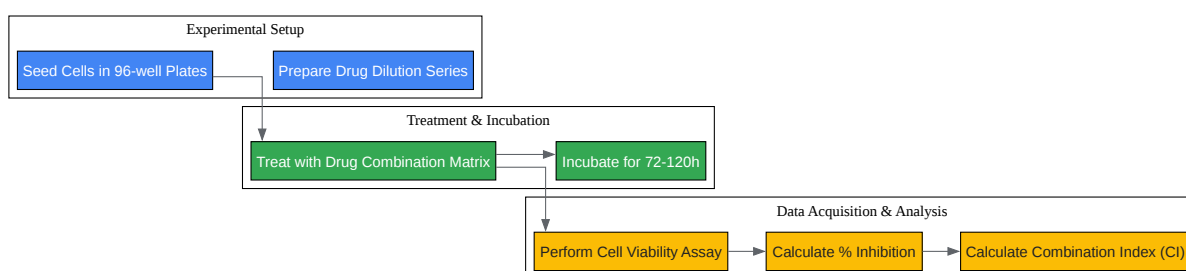 Experimental Setup
Seed Cells in 96-well Plates
Prepare Drug Dilution Series
Treatment & Incubation
Treat with Drug Combination Matrix
Incubate for 72-120h
Data Acquisition & Analysis
Perform Cell Viability Assay
Calculate % Inhibition
Calculate Combination Index (CI)